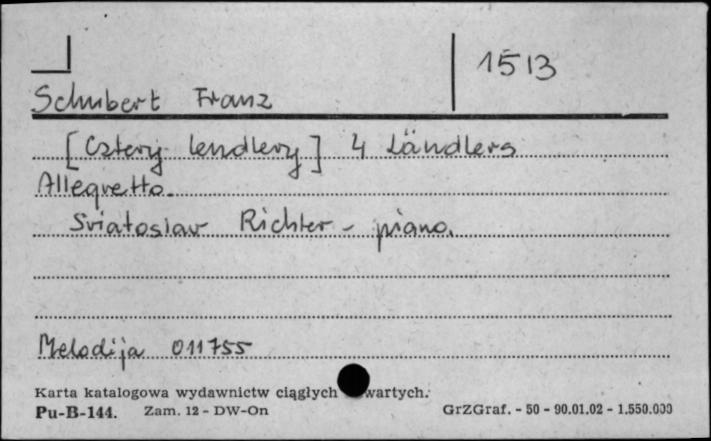 1513
Schubert Franz
[Cztery lendlery] 4 Ländlers
Allegretto.
Sviatoslav Richter - piano.
Melodija 011755
Karta katalogowa wydawnictw ciągłych wartych.
Pu-B-144. Zam. 12 - DW-On GrZGraf. - 50 - 90.01.02 - 1.550.000